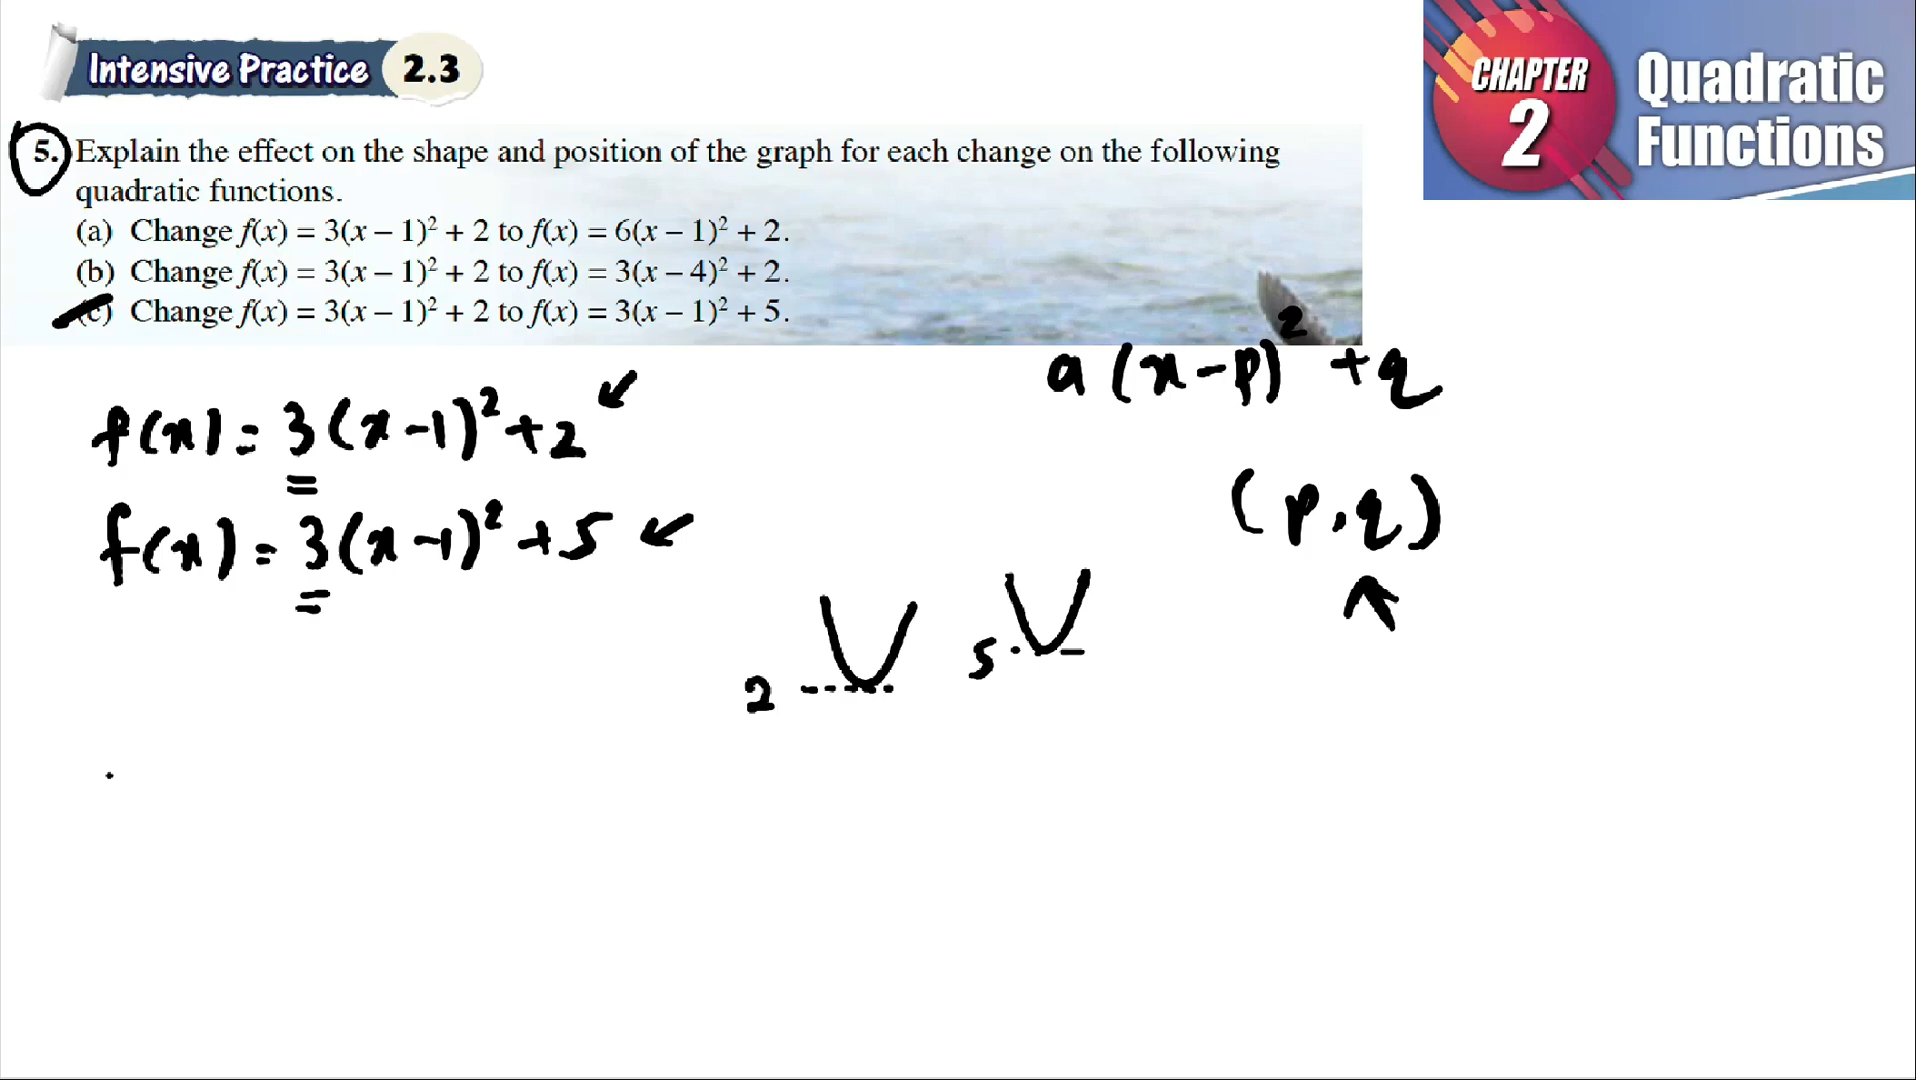 Intensive Practice 2.3
CHAPTER 2
Quadratic Functions
5. Explain the effect on the shape and position of the graph for each change on the following
quadratic functions.
(a) Change f(x) = 3(x − 1)² + 2 to f(x) = 6(x − 1)² + 2.
(b) Change f(x) = 3(x − 1)² + 2 to f(x) = 3(x − 4)² + 2.
(c) Change f(x) = 3(x − 1)² + 2 to f(x) = 3(x − 1)² + 5.
a(x-p)² + q
f(x) = 3(x-1)² + 2
(p, q)
f(x) = 3(x-1)² + 5
5
2